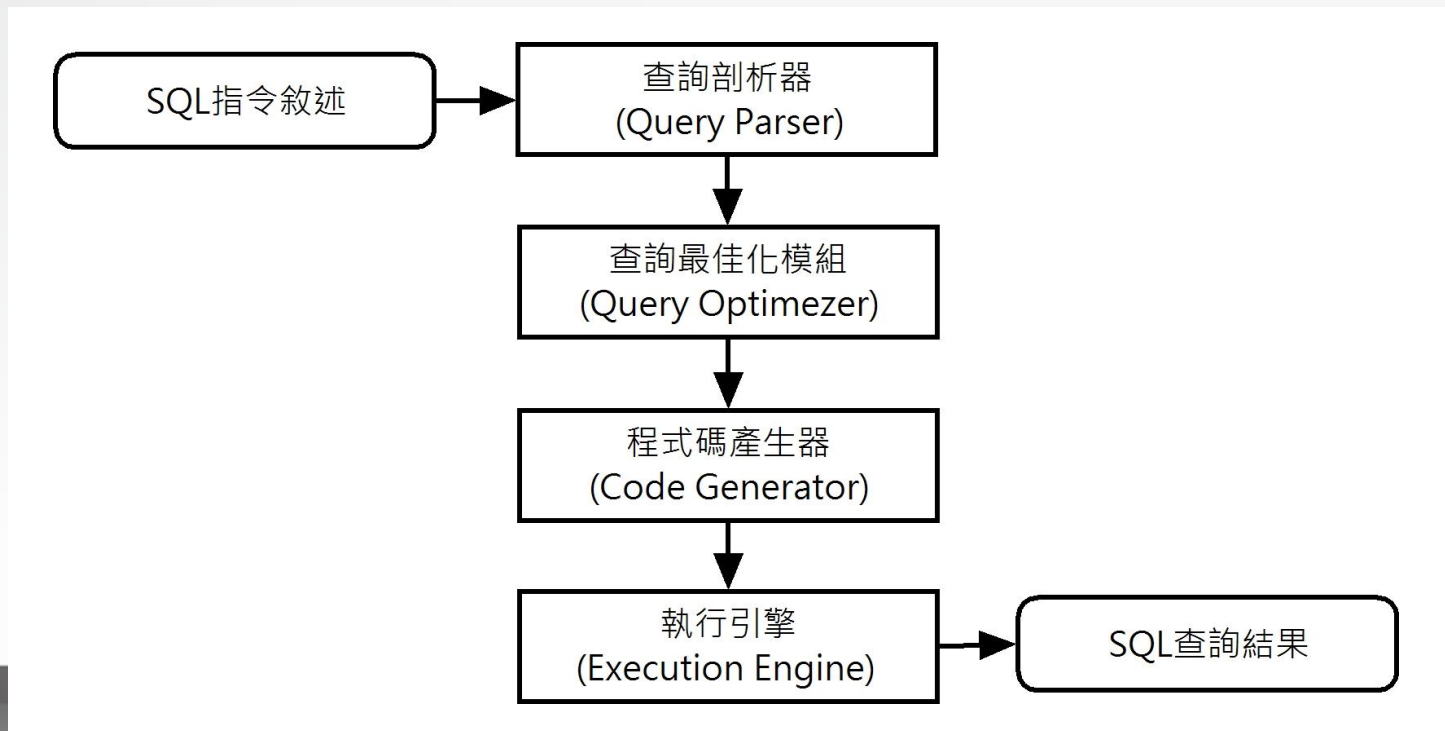 SQL指令敘述
查詢剖析器
(Query Parser)
查詢最佳化模組
(Query Optimezer)
程式碼產生器
(Code Generator)
執行引擎
(Execution Engine)
SQL查詢結果